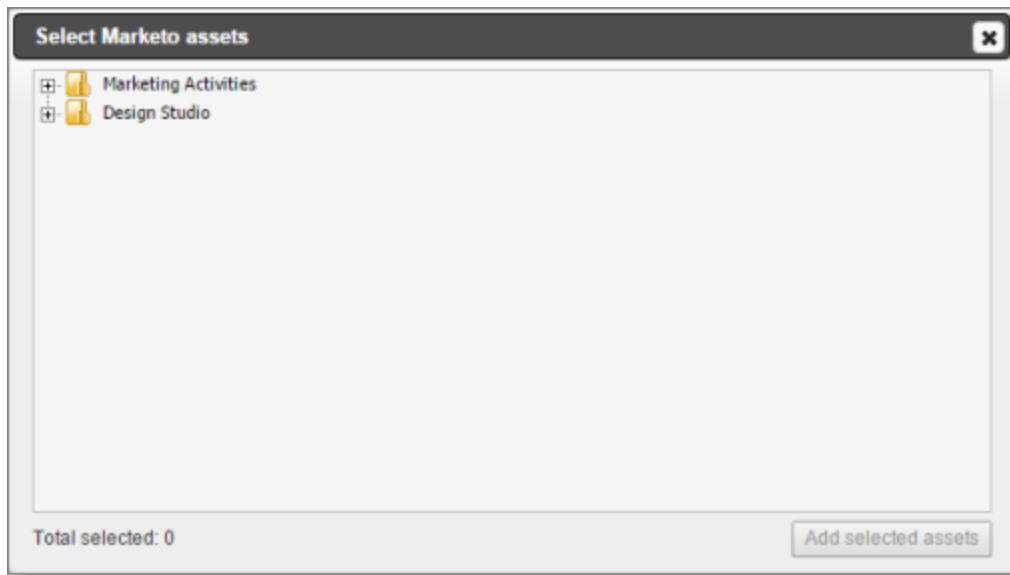 Select Marketo assets
Marketing Activities
Design Studio
Total selected: 0
Add selected assets